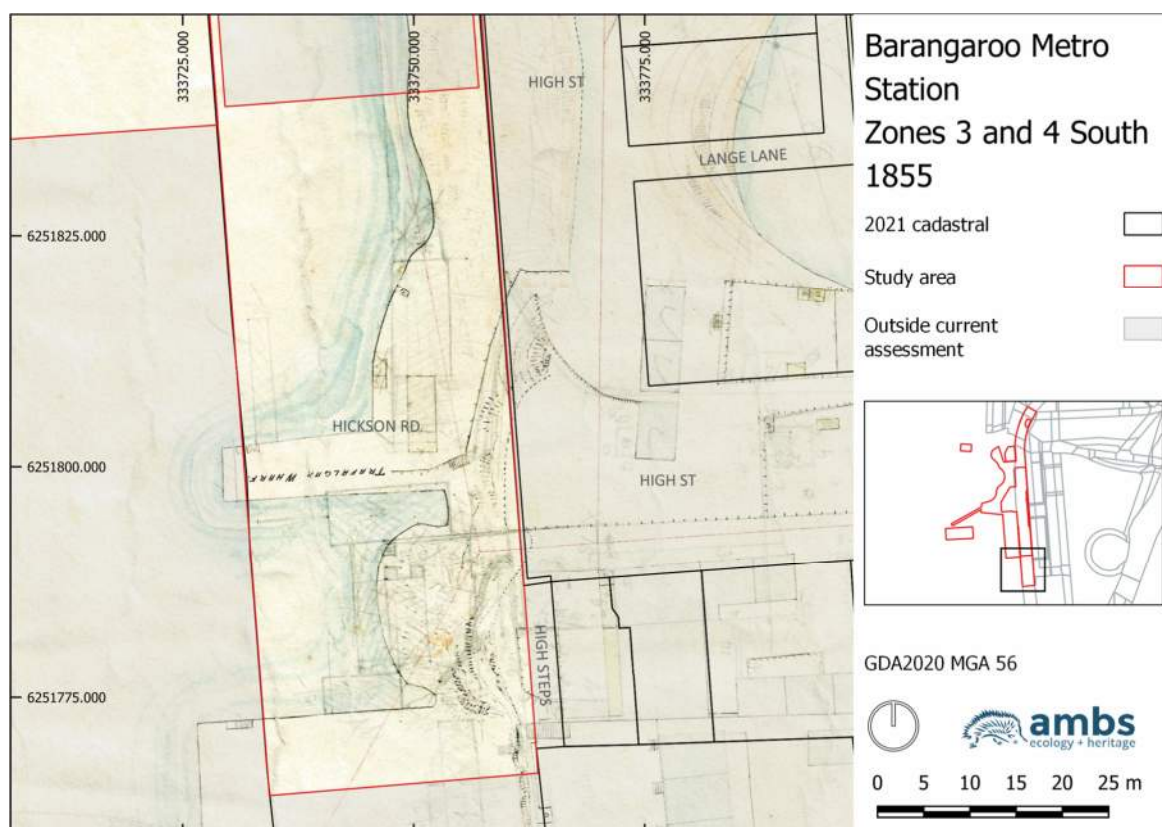 333725.000
333750.000
333775.000
HIGH ST
LANGE LANE
6251825.000
HICKSON RD.
6251800.000
TRAFALGAR WHARF
HIGH ST
HIGH STEPS
6251775.000
Barangaroo Metro
Station
Zones 3 and 4 South
1855
2021 cadastral
Study area
Outside current
assessment
GDA2020 MGA 56
ambs
ecology + heritage
0 5 10 15 20 25 m